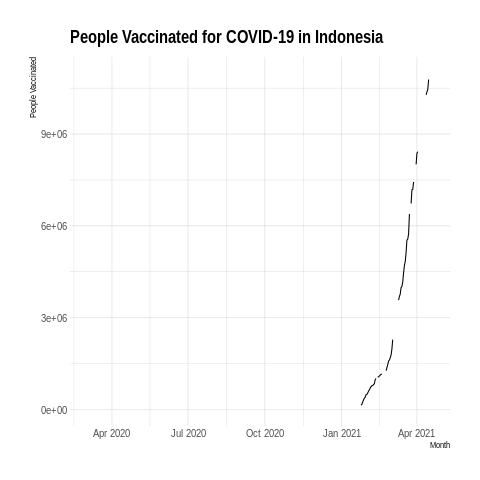 People Vaccinated for COVID-19 in Indonesia
People Vaccinated
9e+06
6e+06
3e+06
0e+00
Apr 2020 Jul 2020 Oct 2020 Jan 2021 Apr 2021
Month